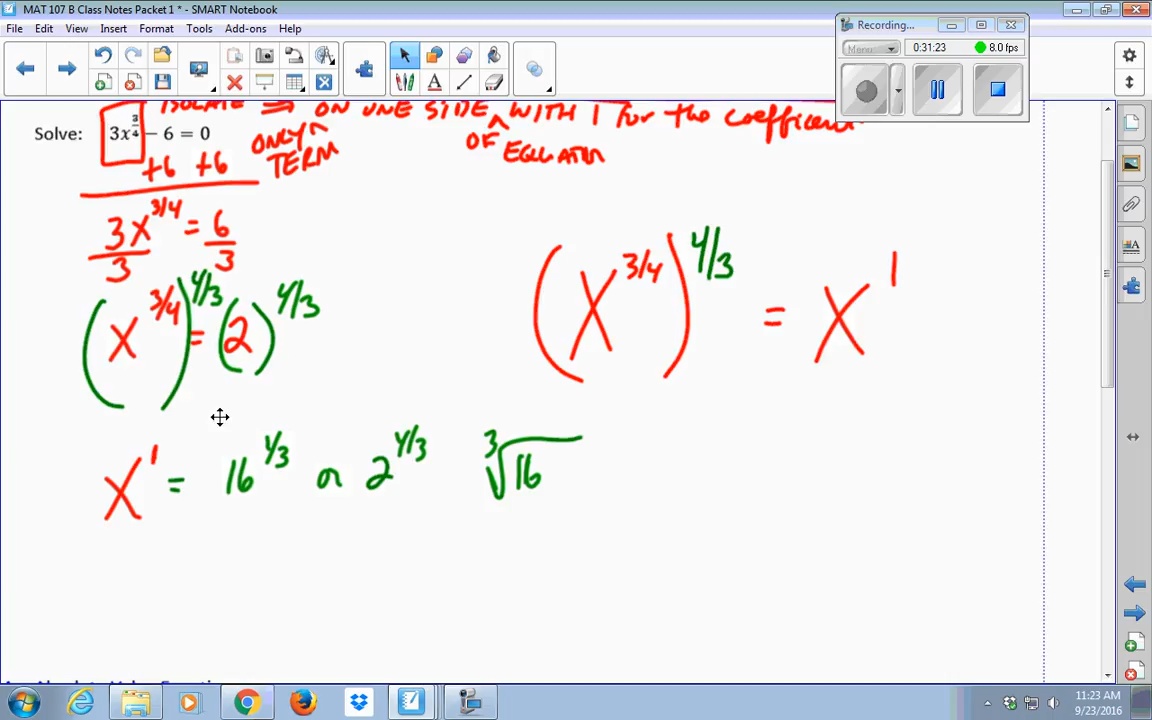 MAT 107 B Class Notes Packet 1 * - SMART Notebook
File Edit View Insert Format Tools Add-ons Help
Recording...
Menu 0:31:23 8.0 fps
ISOLATE ⇒ ON ONE SIDE ^ WITH 1 for the coefficient
Solve: 3x^(3/4) − 6 = 0
ONLY ^ OF EQUATION
TERM
+6 +6
3x^(3/4) = 6
3 3
(x^(3/4))^(4/3) = (2)^(4/3)
(x^(3/4))^(4/3) = x^1
x^1 = 16^(1/3) or 2^(4/3) ∛16
11:23 AM
9/23/2016